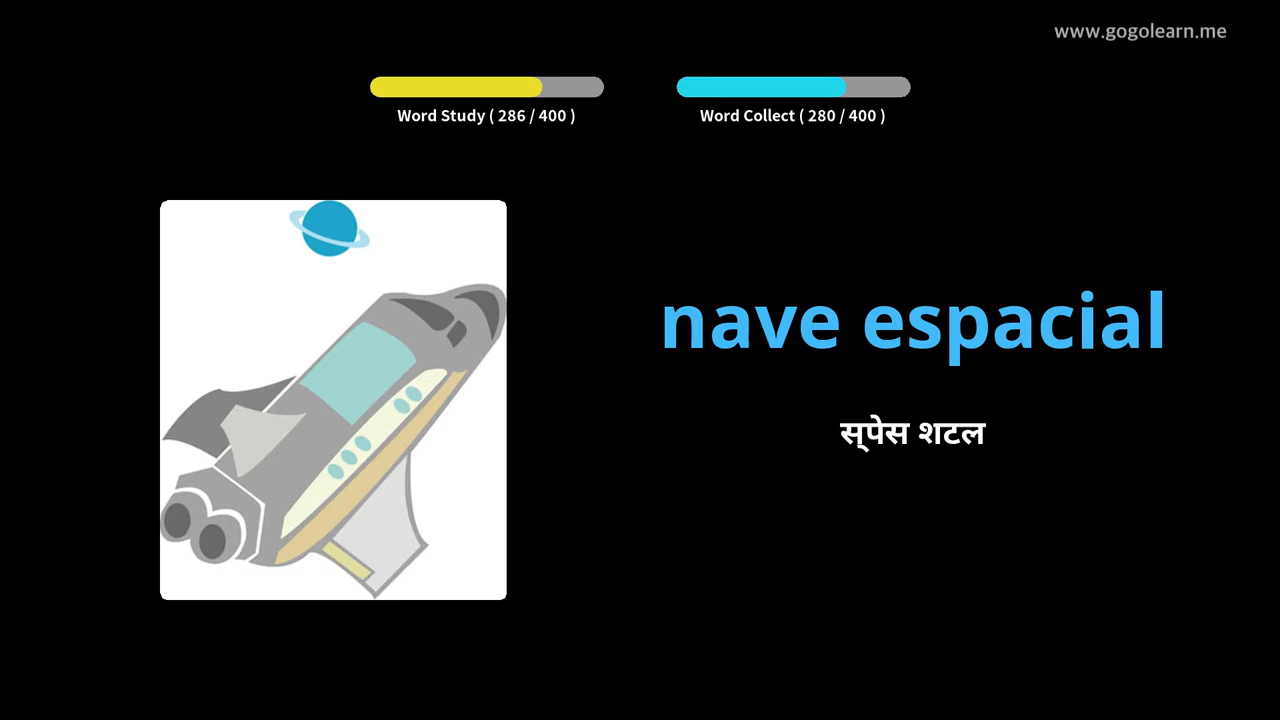 www.gogolearn.me
Word Study ( 286 / 400 )
Word Collect ( 280 / 400 )
nave espacial
स्पेस शटल